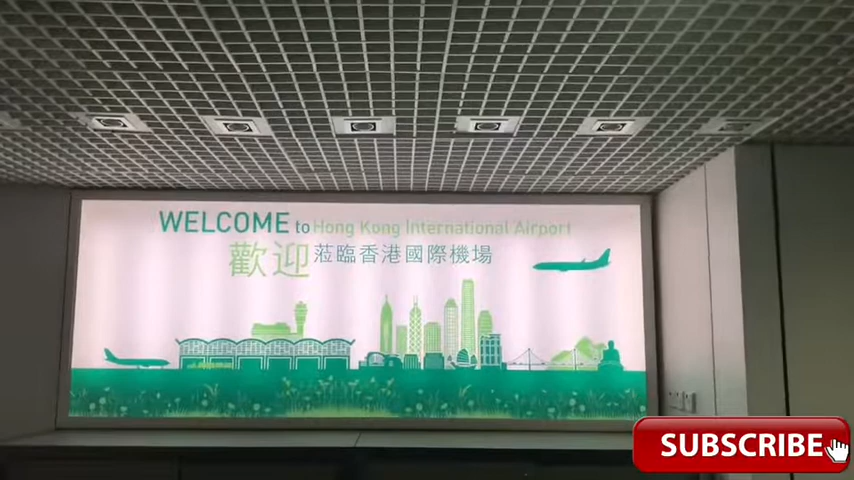 WELCOME to Hong Kong International Airport
歡迎蒞臨香港國際機場
SUBSCRIBE